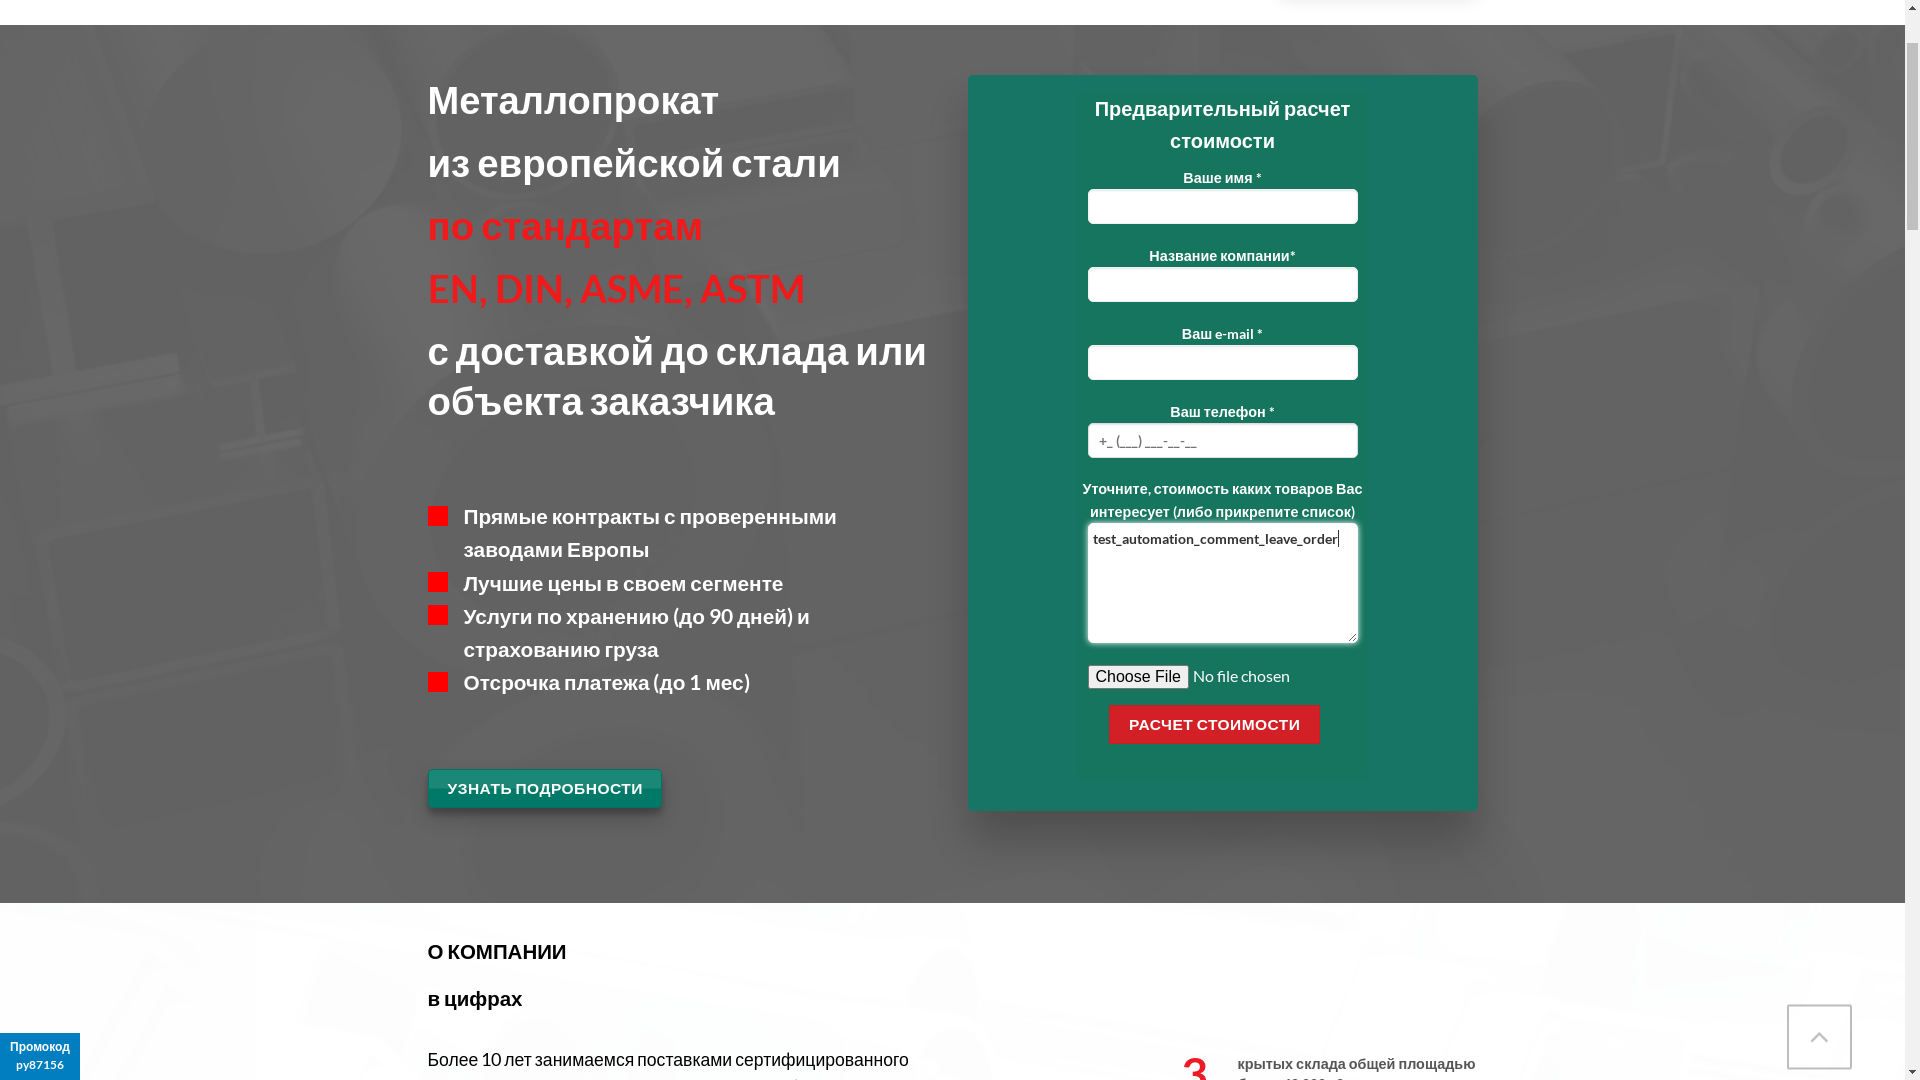 Металлопрокат
из европейской стали
по стандартам
EN, DIN, ASME, ASTM
с доставкой до склада или
объекта заказчика
Прямые контракты с проверенными
заводами Европы
Лучшие цены в своем сегменте
Услуги по хранению (до 90 дней) и
страхованию груза
Отсрочка платежа (до 1 мес)
УЗНАТЬ ПОДРОБНОСТИ
Предварительный расчет
стоимости
Ваше имя *
Название компании*
Ваш e-mail *
Ваш телефон *
+_ (___) ___-__-__
Уточните, стоимость каких товаров Вас
интересует (либо прикрепите список)
test_automation_comment_leave_order
Choose File No file chosen
РАСЧЕТ СТОИМОСТИ
О КОМПАНИИ
в цифрах
Более 10 лет занимаемся поставками сертифицированного
3
крытых склада общей площадью
Промокод
py87156